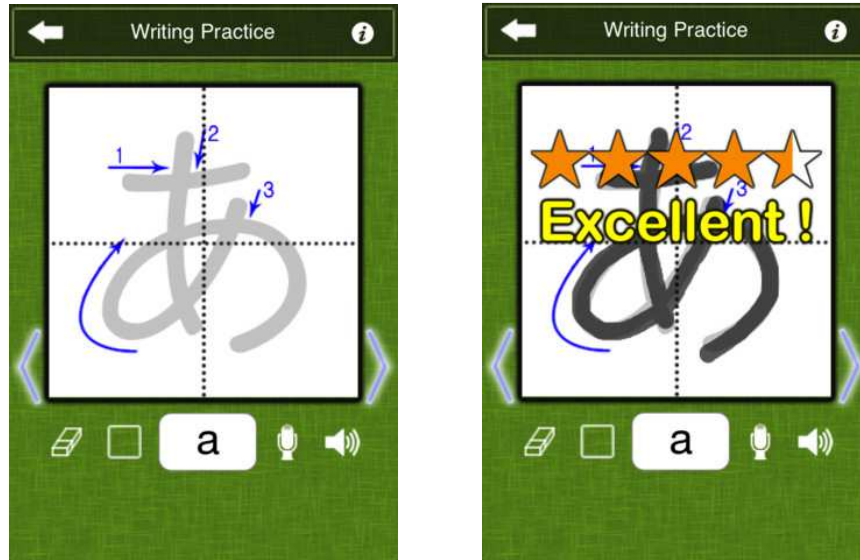 Writing Practice
1
2
3
あ
a
Writing Practice
1
2
3
あ
Excellent !
a